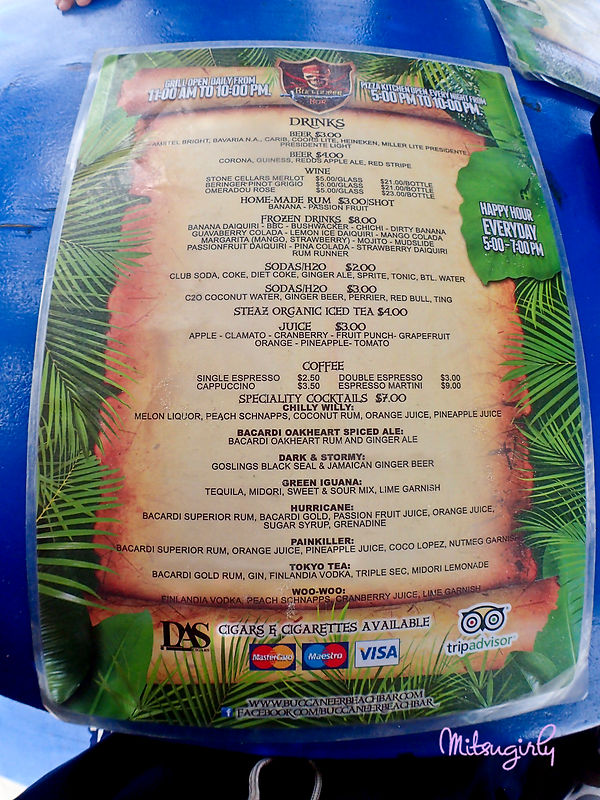 GRILL OPEN DAILY FROM
11:00 AM TO 10:00 PM.
BUCCANEER
BAR
PIZZA KITCHEN OPEN EVERY NIGHT FROM
5:00 PM TO 10:00 PM.
DRINKS
BEER $3.00
AMSTEL BRIGHT, BAVARIA N.A., CARIB, COORS LITE, HEINEKEN, MILLER LITE PRESIDENTE
PRESIDENTE LIGHT
BEER $4.00
CORONA, GUINESS, REDD'S APPLE ALE, RED STRIPE
WINE
STONE CELLARS MERLOT $5.00/GLASS $21.00/BOTTLE
BERINGER PINOT GRIGIO $5.00/GLASS $21.00/BOTTLE
OMERADOU ROSE $5.00/GLASS $23.00/BOTTLE
HOME-MADE RUM $3.00/SHOT
BANANA - PASSION FRUIT
FROZEN DRINKS $8.00
BANANA DAIQUIRI - BBC - BUSHWACKER - CHICHI - DIRTY BANANA
GUAVABERRY COLADA - LEMON ICE DAIQUIRI - MANGO COLADA
MARGARITA (MANGO, STRAWBERRY) - MOJITO - MUDSLIDE
PASSIONFRUIT DAIQUIRI - PINA COLADA - STRAWBERRY DAIQUIRI
RUM RUNNER
HAPPY HOUR
EVERYDAY
5:00 - 7:00 PM
SODAS/H2O $2.00
CLUB SODA, COKE, DIET COKE, GINGER ALE, SPRITE, TONIC, BTL. WATER
SODAS/H2O $3.00
C2O COCONUT WATER, GINGER BEER, PERRIER, RED BULL, TING
STEAZ ORGANIC ICED TEA $4.00
JUICE $3.00
APPLE - CLAMATO - CRANBERRY - FRUIT PUNCH- GRAPEFRUIT
ORANGE - PINEAPPLE- TOMATO
COFFEE
SINGLE ESPRESSO $2.50 DOUBLE ESPRESSO $3.00
CAPPUCCINO $3.50 ESPRESSO MARTINI $9.00
SPECIALITY COCKTAILS $7.00
CHILLY WILLY:
MELON LIQUOR, PEACH SCHNAPPS, COCONUT RUM, ORANGE JUICE, PINEAPPLE JUICE
BACARDI OAKHEART SPICED ALE:
BACARDI OAKHEART RUM AND GINGER ALE
DARK & STORMY:
GOSLINGS BLACK SEAL & JAMAICAN GINGER BEER
GREEN IGUANA:
TEQUILA, MIDORI, SWEET & SOUR MIX, LIME GARNISH
HURRICANE:
BACARDI SUPERIOR RUM, BACARDI GOLD, PASSION FRUIT JUICE, ORANGE JUICE,
SUGAR SYRUP, GRENADINE
PAINKILLER:
BACARDI SUPERIOR RUM, ORANGE JUICE, PINEAPPLE JUICE, COCO LOPEZ, NUTMEG GARNISH
TOKYO TEA:
BACARDI GOLD RUM, GIN, FINLANDIA VODKA, TRIPLE SEC, MIDORI LEMONADE
WOO-WOO:
FINLANDIA VODKA, PEACH SCHNAPPS, CRANBERRY JUICE, LIME GARNISH
DAS
CIGARS & CIGARETTES AVAILABLE
MasterCard Maestro VISA
tripadvisor
WWW.BUCCANEERBEACHBAR.COM
f FACEBOOK.COM/BUCCANEERBEACHBAR
Mitsugirly